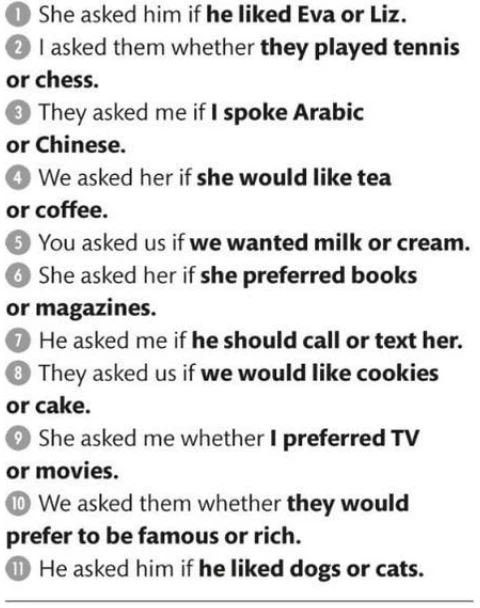 1 She asked him if he liked Eva or Liz.
2 I asked them whether they played tennis
or chess.
3 They asked me if I spoke Arabic
or Chinese.
4 We asked her if she would like tea
or coffee.
5 You asked us if we wanted milk or cream.
6 She asked her if she preferred books
or magazines.
7 He asked me if he should call or text her.
8 They asked us if we would like cookies
or cake.
9 She asked me whether I preferred TV
or movies.
10 We asked them whether they would
prefer to be famous or rich.
11 He asked him if he liked dogs or cats.